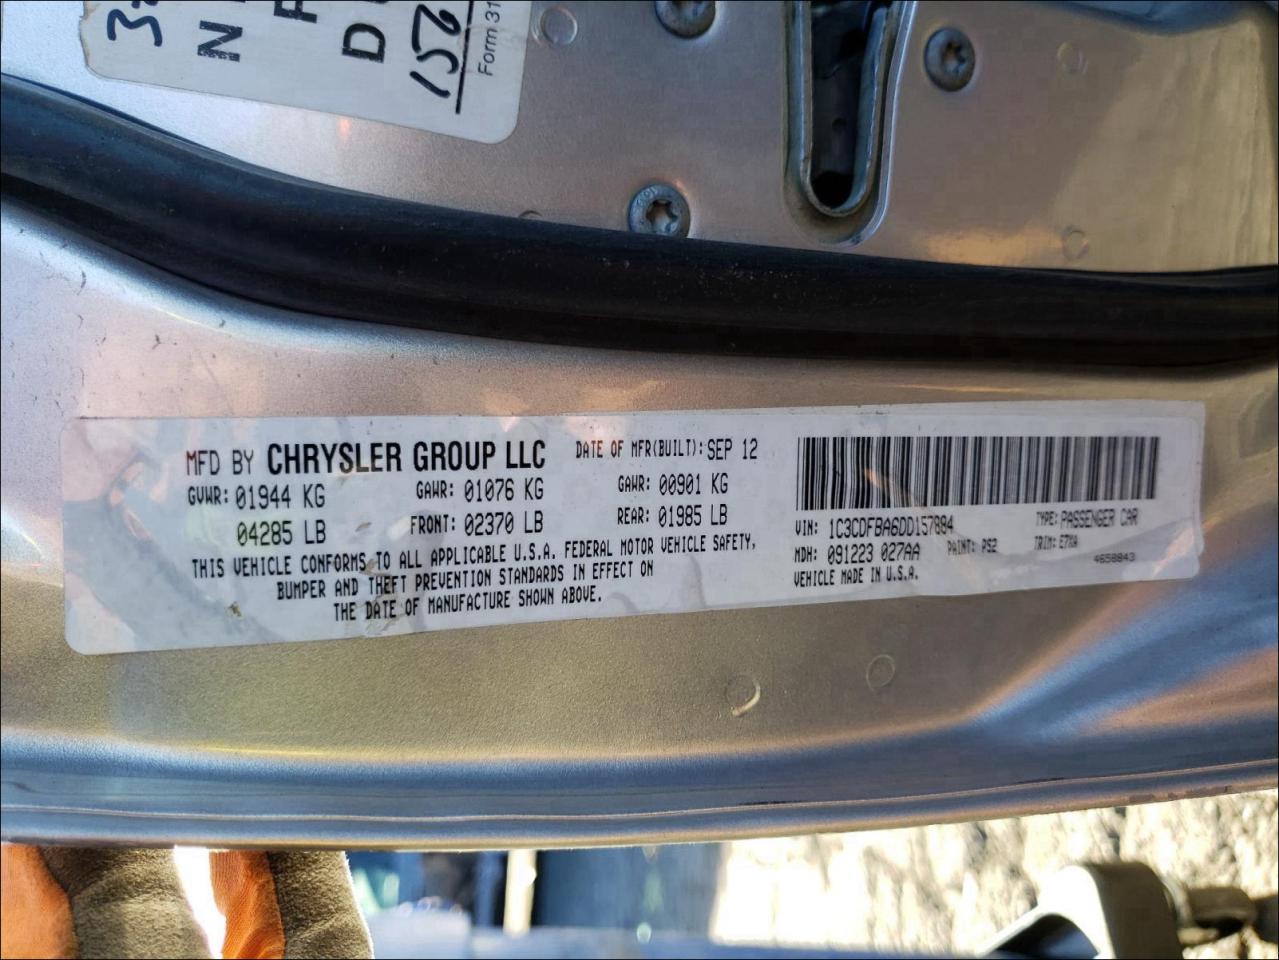 Form 31
MFD BY CHRYSLER GROUP LLC
DATE OF MFR(BUILT): SEP 12
GVWR: 01944 KG
GAWR: 01076 KG
GAWR: 00901 KG
04285 LB
FRONT: 02370 LB
REAR: 01985 LB
THIS VEHICLE CONFORMS TO ALL APPLICABLE U.S.A. FEDERAL MOTOR VEHICLE SAFETY,
BUMPER AND THEFT PREVENTION STANDARDS IN EFFECT ON
THE DATE OF MANUFACTURE SHOWN ABOVE.
VIN: 1C3CDFBA6DD157884
TYPE: PASSENGER CAR
MDH: 091223 027AA
PAINT: PS2
TRIM: E7XA
VEHICLE MADE IN U.S.A.
4658843